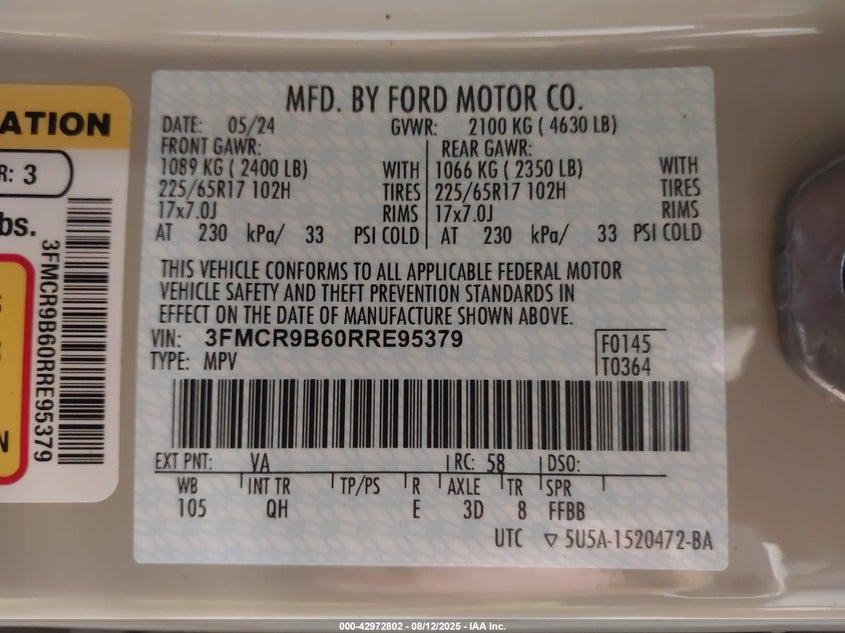 ATION
R: 3
bs.
3FMCR9B60RRE95379
N
MFD. BY FORD MOTOR CO.
DATE: 05/24 GVWR: 2100 KG ( 4630 LB)
FRONT GAWR: REAR GAWR:
1089 KG ( 2400 LB) WITH 1066 KG ( 2350 LB) WITH
225/65R17 102H TIRES 225/65R17 102H TIRES
17x7.0J RIMS 17x7.0J RIMS
AT 230 kPa/ 33 PSI COLD AT 230 kPa/ 33 PSI COLD
THIS VEHICLE CONFORMS TO ALL APPLICABLE FEDERAL MOTOR
VEHICLE SAFETY AND THEFT PREVENTION STANDARDS IN
EFFECT ON THE DATE OF MANUFACTURE SHOWN ABOVE.
VIN: 3FMCR9B60RRE95379 F0145
TYPE: MPV T0364
EXT PNT: VA RC: 58 DSO:
WB INT TR TP/PS R AXLE TR SPR
105 QH E 3D 8 FFBB
UTC ▽ 5U5A-1520472-BA
000-42972802 - 08/12/2025 - IAA Inc.